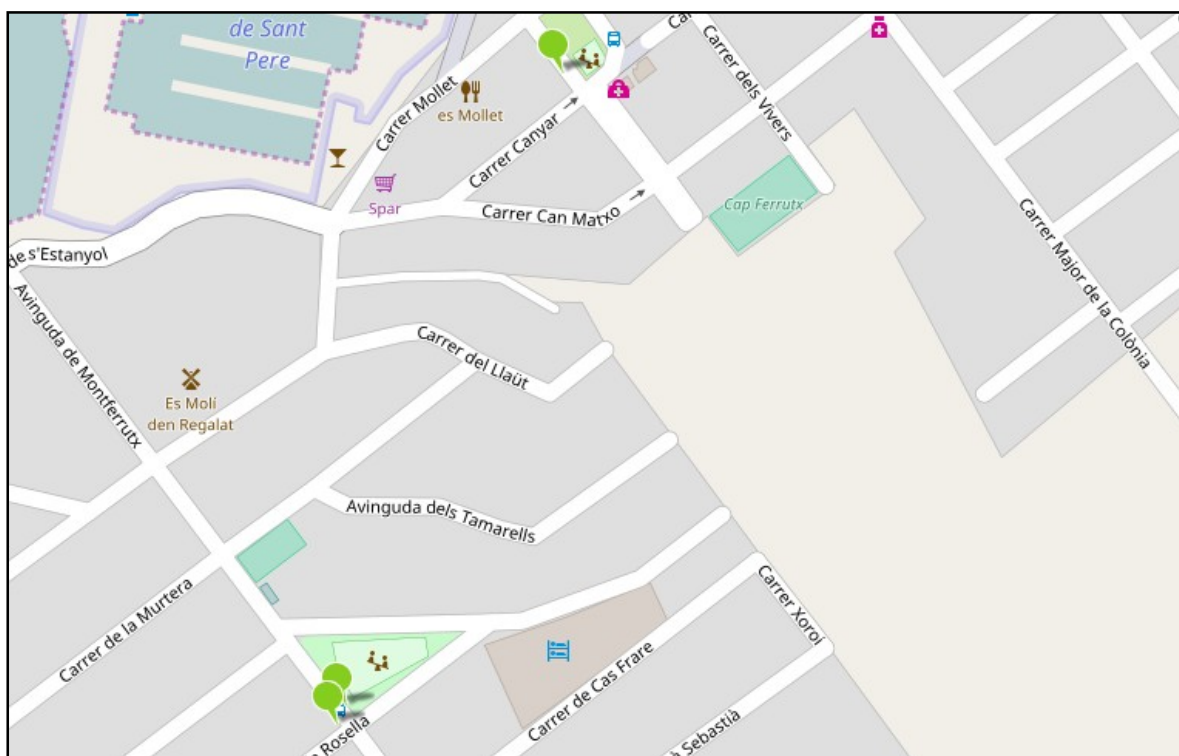 de Sant
Pere
Carrer Mollet
es Mollet
Carrer Canyar
Carrer dels Vivers
Spar
Carrer Can Matxo
Cap Ferrutx
de s'Estanyol
Carrer Major de la Colònia
Avinguda de Montferrutx
Carrer del Llaüt
Es Molí
den Regalat
Avinguda dels Tamarells
Carrer de la Murtera
Carrer Xorol
Carrer de Cas Frare
Rosella
Sebastià